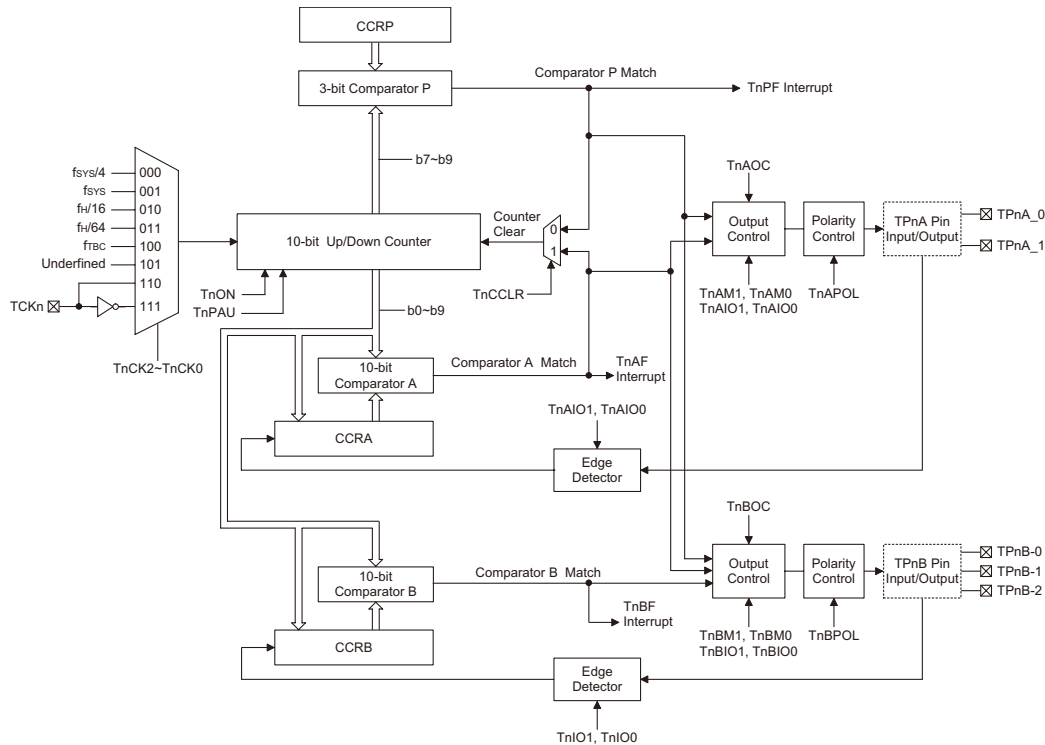 CCRP
3-bit Comparator P
Comparator P Match
TnPF Interrupt
b7~b9
fSYS/4
000
fSYS
001
fH/16
010
fH/64
011
fTBC
100
Underfined
101
110
TCKn
111
TnCK2~TnCK0
10-bit Up/Down Counter
TnON
TnPAU
Counter
Clear
0
1
TnCCLR
b0~b9
TnAOC
Output
Control
Polarity
Control
TPnA Pin
Input/Output
TPnA_0
TPnA_1
TnAM1, TnAM0
TnAIO1, TnAIO0
TnAPOL
10-bit
Comparator A
Comparator A Match
TnAF
Interrupt
CCRA
TnAIO1, TnAIO0
Edge
Detector
TnBOC
Output
Control
Polarity
Control
TPnB Pin
Input/Output
TPnB-0
TPnB-1
TPnB-2
TnBM1, TnBM0
TnBIO1, TnBIO0
TnBPOL
10-bit
Comparator B
Comparator B Match
TnBF
Interrupt
CCRB
Edge
Detector
TnIO1, TnIO0